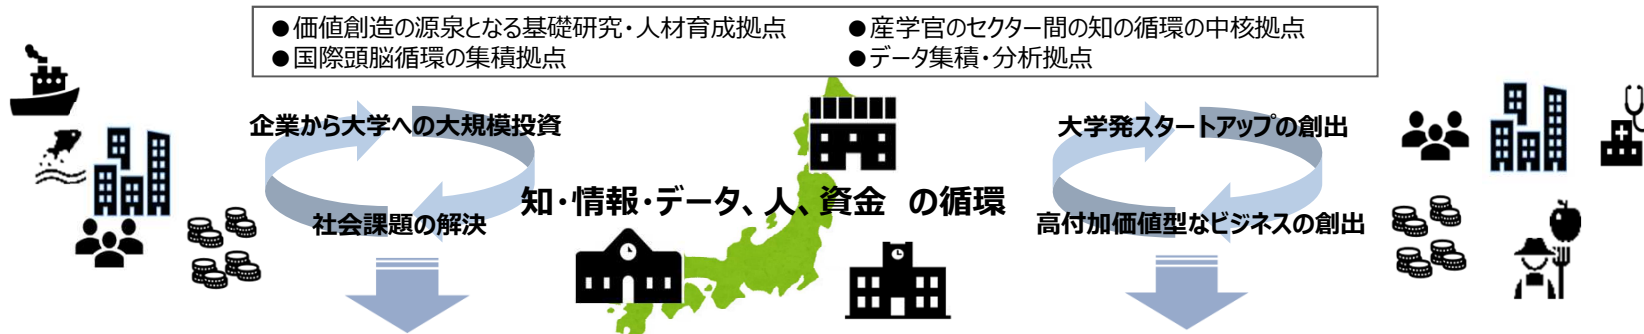 ●価値創造の源泉となる基礎研究・人材育成拠点
●産学官のセクター間の知の循環の中核拠点
●国際頭脳循環の集積拠点
●データ集積・分析拠点
企業から大学への大規模投資
大学発スタートアップの創出
知・情報・データ、人、資金 の循環
社会課題の解決
高付加価値型なビジネスの創出